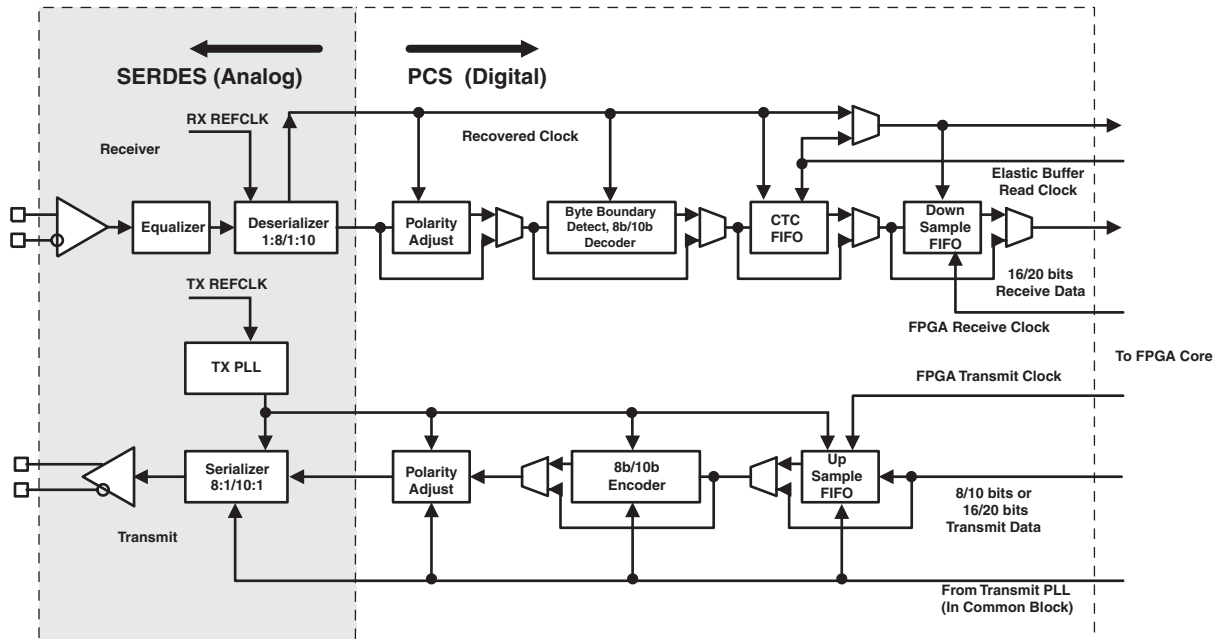 SERDES (Analog)
PCS (Digital)
RX REFCLK
Recovered Clock
Receiver
Elastic Buffer
Read Clock
Equalizer
Deserializer
1:8/1:10
Polarity
Adjust
Byte Boundary
Detect, 8b/10b
Decoder
CTC
FIFO
Down
Sample
FIFO
16/20 bits
Receive Data
TX REFCLK
FPGA Receive Clock
To FPGA Core
TX PLL
FPGA Transmit Clock
Serializer
8:1/10:1
Polarity
Adjust
8b/10b
Encoder
Up
Sample
FIFO
8/10 bits or
16/20 bits
Transmit Data
Transmit
From Transmit PLL
(In Common Block)